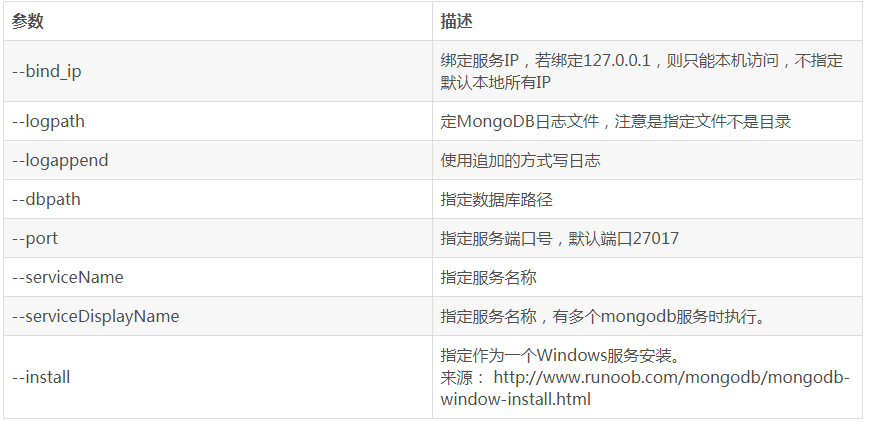 参数
描述
--bind_ip
绑定服务IP，若绑定127.0.0.1，则只能本机访问，不指定
默认本地所有IP
--logpath
定MongoDB日志文件，注意是指定文件不是目录
--logappend
使用追加的方式写日志
--dbpath
指定数据库路径
--port
指定服务端口号，默认端口27017
--serviceName
指定服务名称
--serviceDisplayName
指定服务名称，有多个mongodb服务时执行。
--install
指定作为一个Windows服务安装。
来源： http://www.runoob.com/mongodb/mongodb-
window-install.html